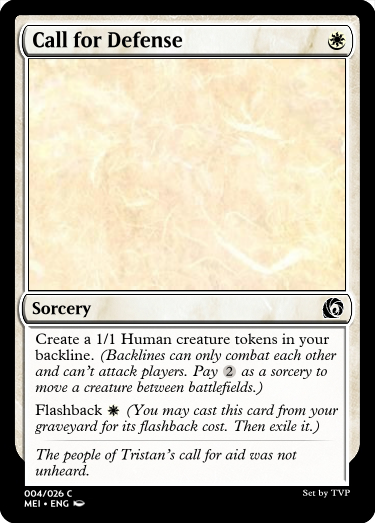 Call for Defense
Sorcery
Create a 1/1 Human creature tokens in your
backline. (Backlines can only combat each other
and can't attack players. Pay 2 as a sorcery to
move a creature between battlefields.)
Flashback (You may cast this card from your
graveyard for its flashback cost. Then exile it.)
The people of Tristan's call for aid was not
unheard.
004/026 C
MEI • ENG
Set by TVP